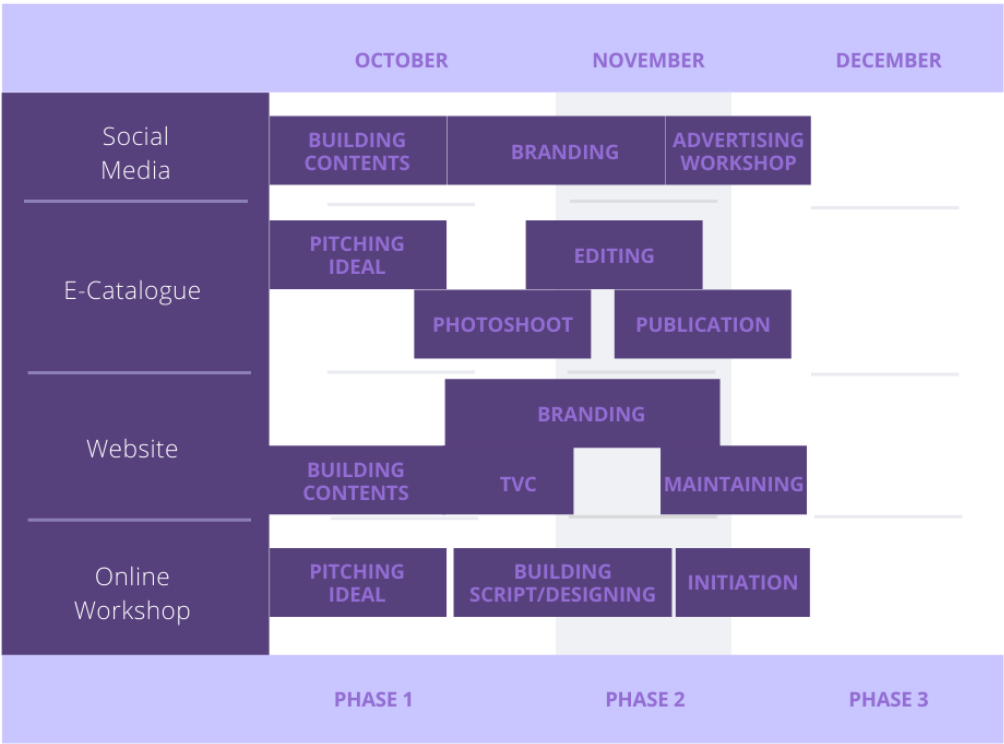 OCTOBER
NOVEMBER
DECEMBER
Social
Media
BUILDING
CONTENTS
BRANDING
ADVERTISING
WORKSHOP
E-Catalogue
PITCHING
IDEAL
EDITING
PHOTOSHOOT
PUBLICATION
Website
BRANDING
BUILDING
CONTENTS
TVC
MAINTAINING
Online
Workshop
PITCHING
IDEAL
BUILDING
SCRIPT/DESIGNING
INITIATION
PHASE 1
PHASE 2
PHASE 3